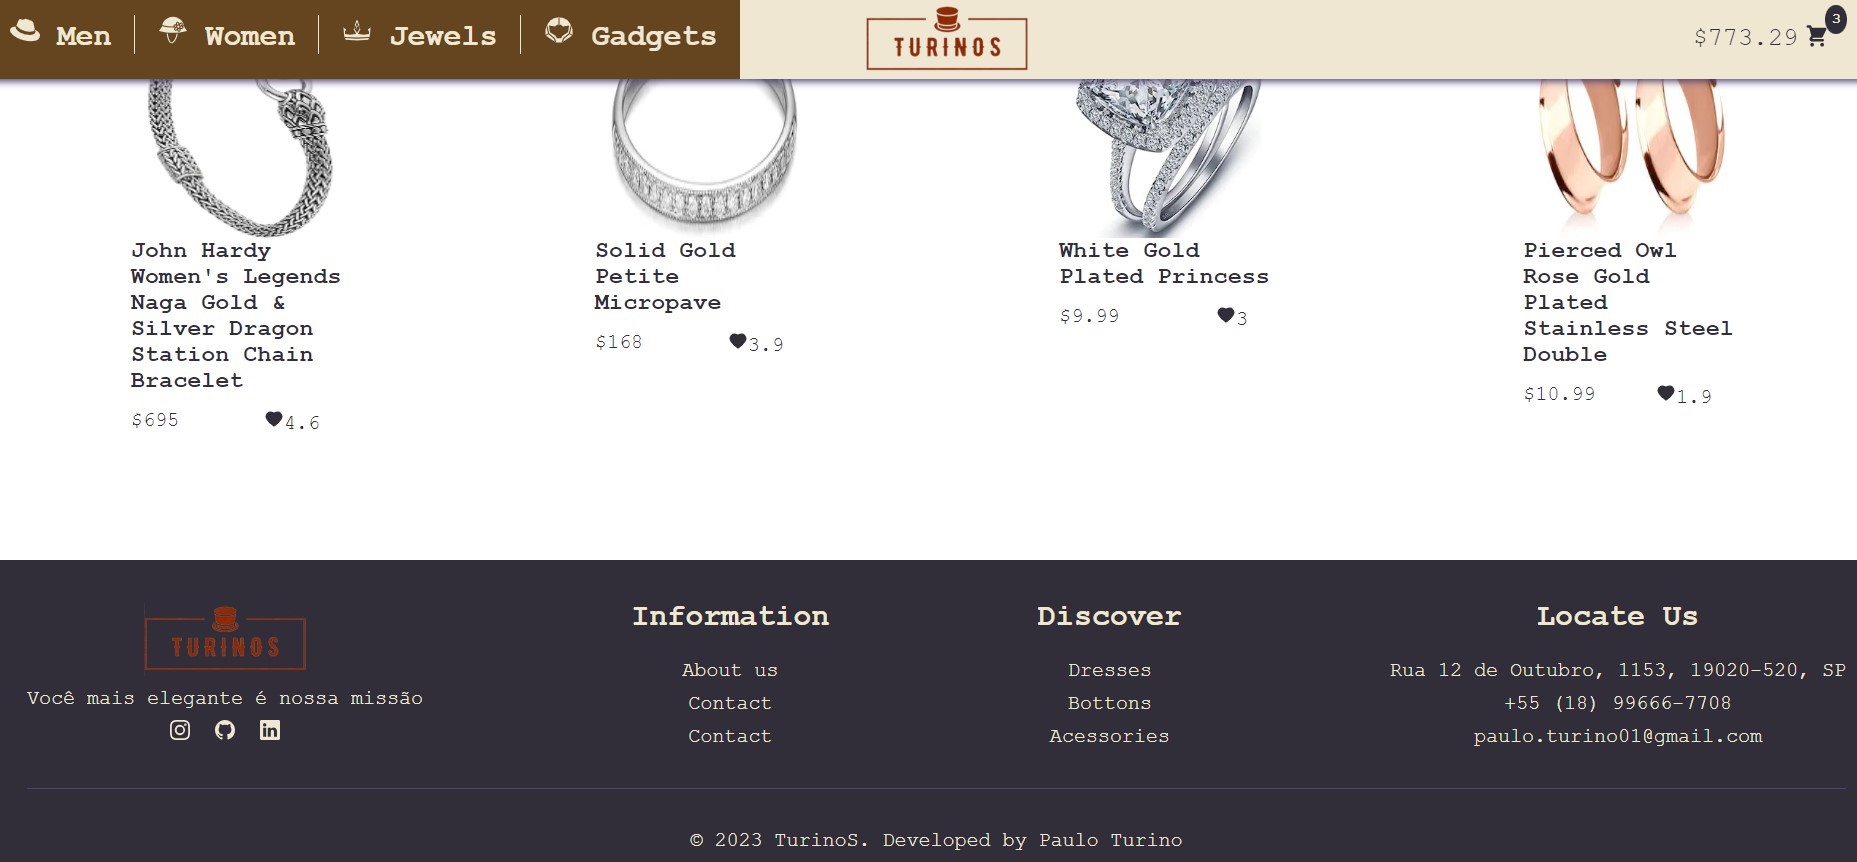 Men Women Jewels Gadgets
TURINOS
$773.29
3
John Hardy
Women's Legends
Naga Gold &
Silver Dragon
Station Chain
Bracelet
$695 4.6
Solid Gold
Petite
Micropave
$168 3.9
White Gold
Plated Princess
$9.99 3
Pierced Owl
Rose Gold
Plated
Stainless Steel
Double
$10.99 1.9
TURINOS
Você mais elegante é nossa missão
Information
About us
Contact
Contact
Discover
Dresses
Bottons
Acessories
Locate Us
Rua 12 de Outubro, 1153, 19020-520, SP
+55 (18) 99666-7708
paulo.turino01@gmail.com
© 2023 TurinoS. Developed by Paulo Turino